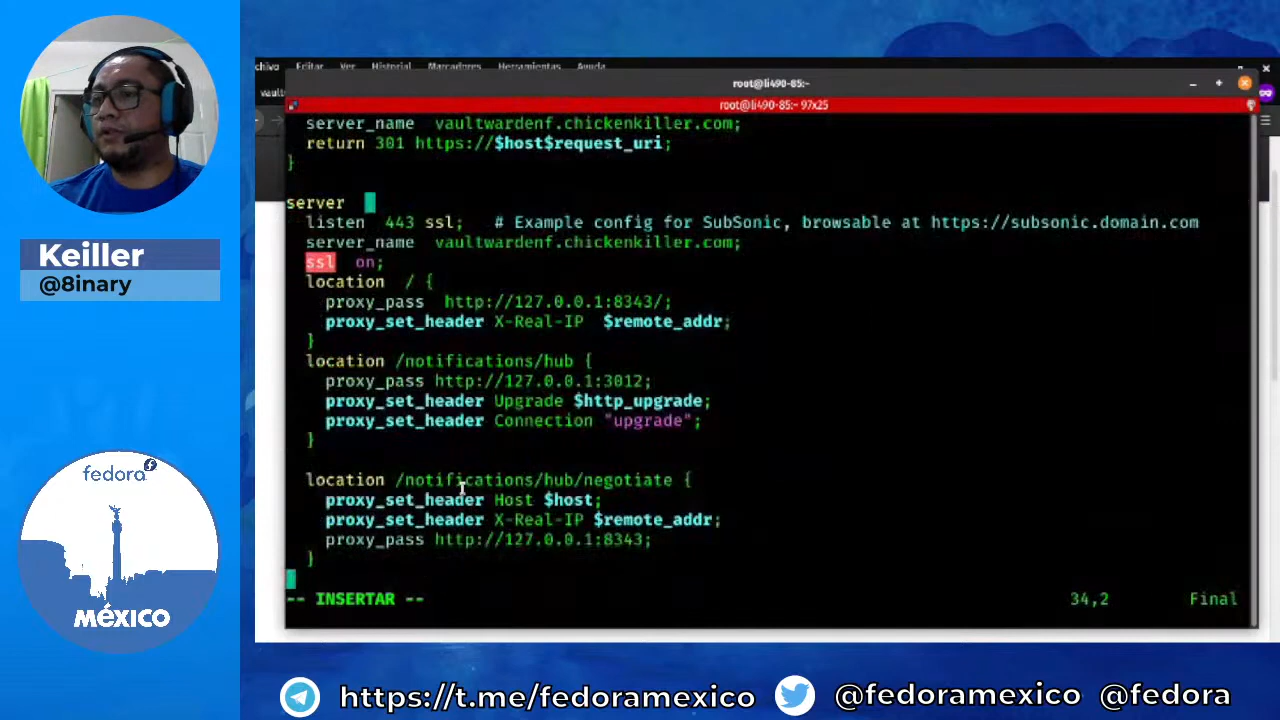 Archivo Editar Ver Historial Marcadores Herramientas Ayuda
root@li490-85:~
root@li490-85:~ 97x25
server_name vaultwardenf.chickenkiller.com;
return 301 https://$host$request_uri;
}
server
listen 443 ssl; # Example config for SubSonic, browsable at https://subsonic.domain.com
server_name vaultwardenf.chickenkiller.com;
ssl on;
location / {
proxy_pass http://127.0.0.1:8343/;
proxy_set_header X-Real-IP $remote_addr;
}
location /notifications/hub {
proxy_pass http://127.0.0.1:3012;
proxy_set_header Upgrade $http_upgrade;
proxy_set_header Connection "upgrade";
}
location /notifications/hub/negotiate {
proxy_set_header Host $host;
proxy_set_header X-Real-IP $remote_addr;
proxy_pass http://127.0.0.1:8343;
}
-- INSERTAR -- 34,2 Final
Keiller
@8inary
fedora
méxico
https://t.me/fedoramexico @fedoramexico @fedora